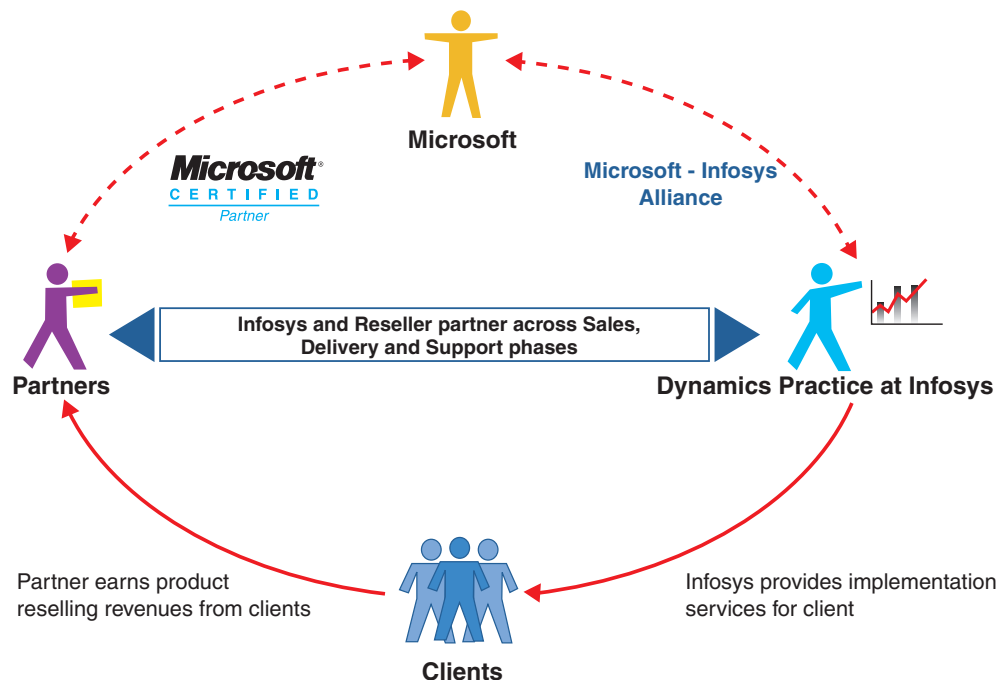 Microsoft
Microsoft®
CERTIFIED
Partner
Microsoft - Infosys
Alliance
Infosys and Reseller partner across Sales,
Delivery and Support phases
Partners
Dynamics Practice at Infosys
Partner earns product
reselling revenues from clients
Infosys provides implementation
services for client
Clients